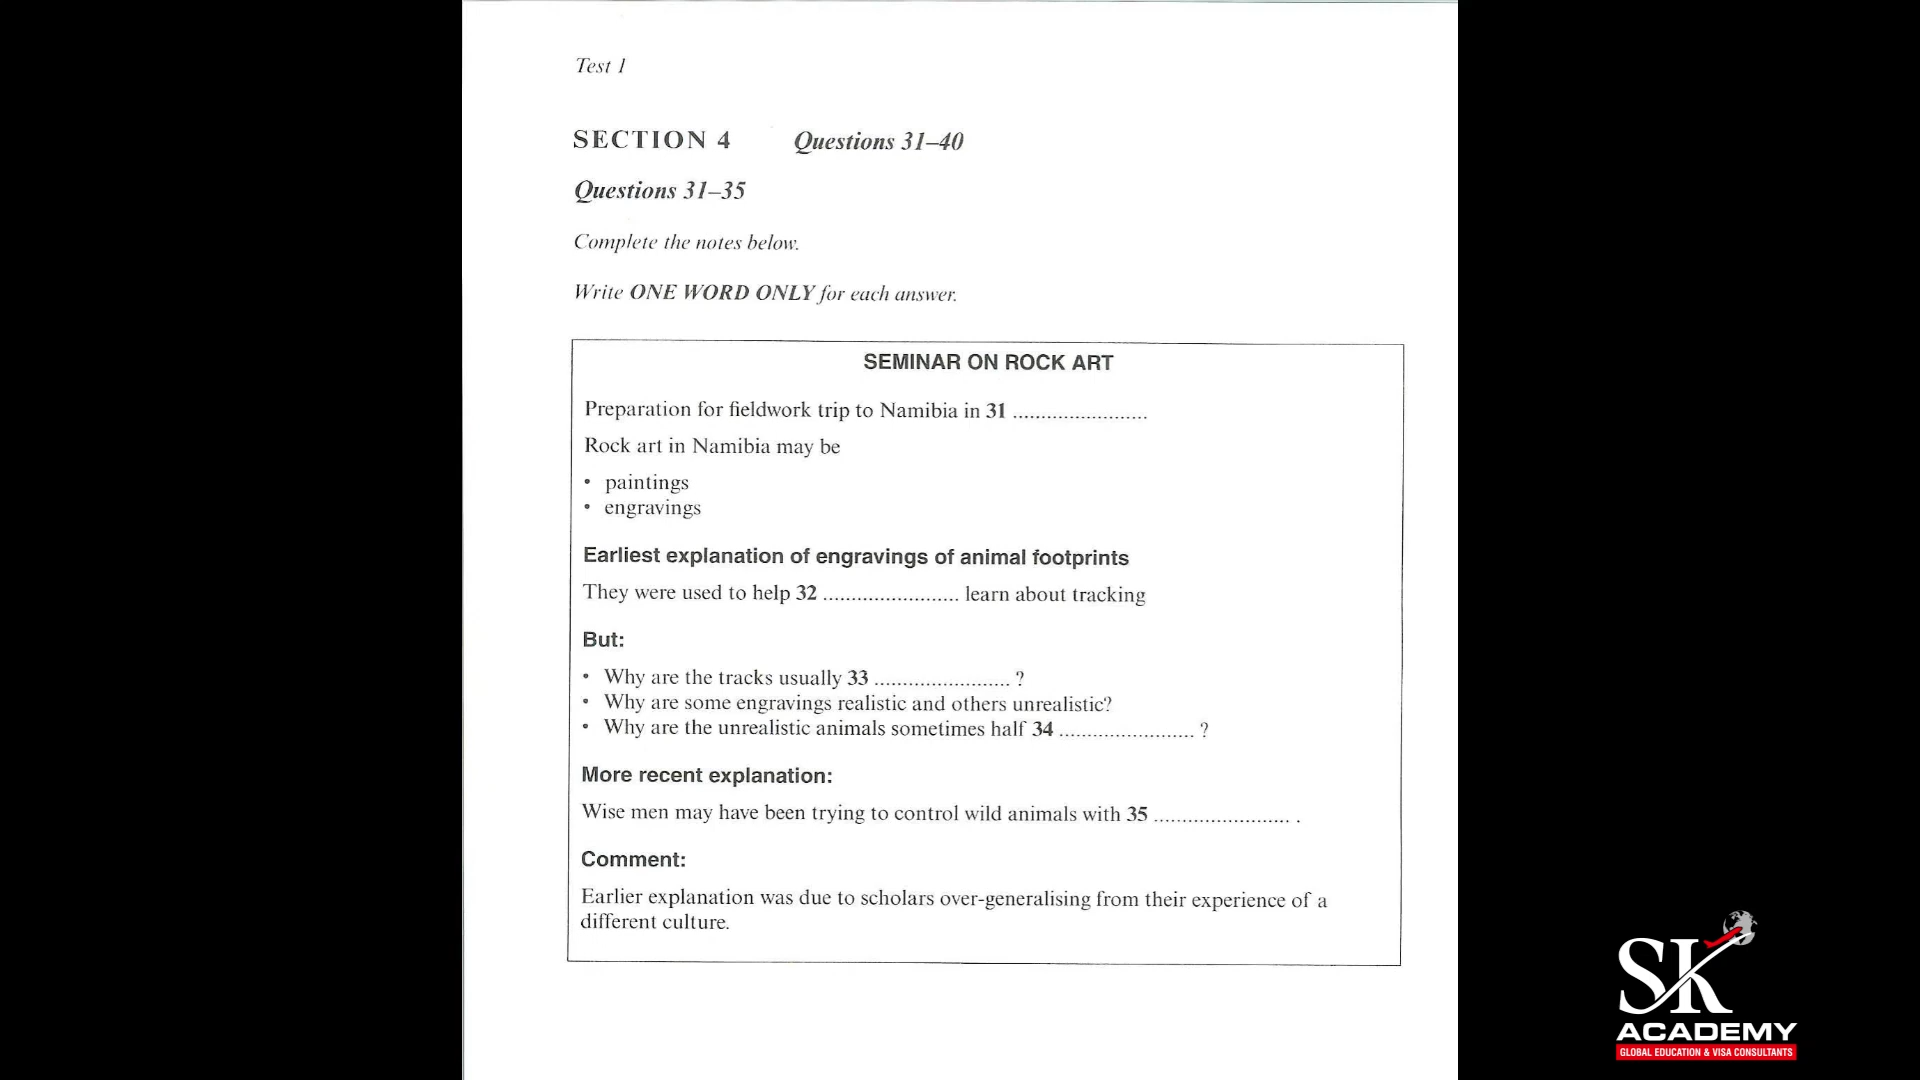 Test 1
SECTION 4 Questions 31–40
Questions 31–35
Complete the notes below.
Write ONE WORD ONLY for each answer.
SEMINAR ON ROCK ART
Preparation for fieldwork trip to Namibia in 31 ........................
Rock art in Namibia may be
• paintings
• engravings
Earliest explanation of engravings of animal footprints
They were used to help 32 ........................ learn about tracking
But:
• Why are the tracks usually 33 ........................ ?
• Why are some engravings realistic and others unrealistic?
• Why are the unrealistic animals sometimes half 34 ........................ ?
More recent explanation:
Wise men may have been trying to control wild animals with 35 ........................ .
Comment:
Earlier explanation was due to scholars over-generalising from their experience of a
different culture.
SK
ACADEMY
GLOBAL EDUCATION & VISA CONSULTANTS